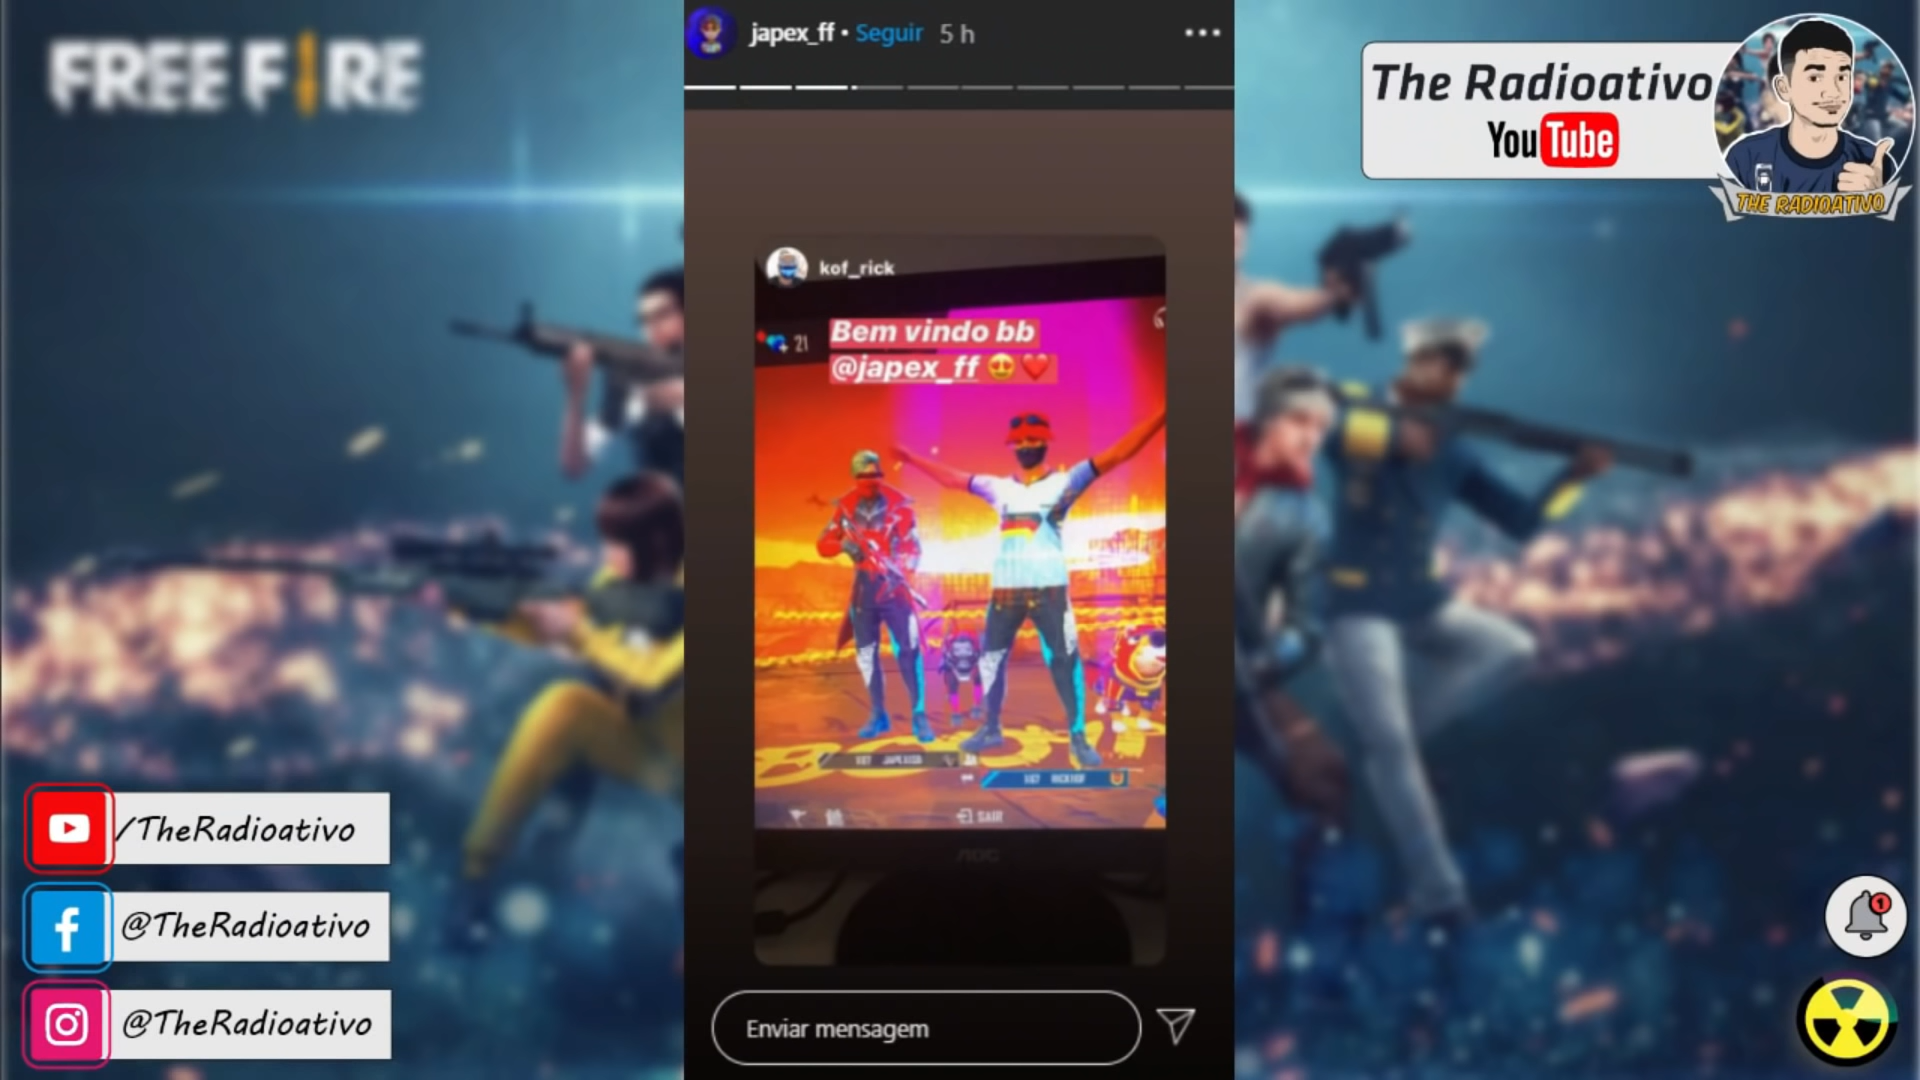 FREE FIRE
japex_ff • Seguir 5 h
The Radioativo
YouTube
THE RADIOATIVO
kof_rick
21
Bem vindo bb
@japex_ff 😍❤️
SAIR
AOC
/TheRadioativo
@TheRadioativo
@TheRadioativo
1
Enviar mensagem